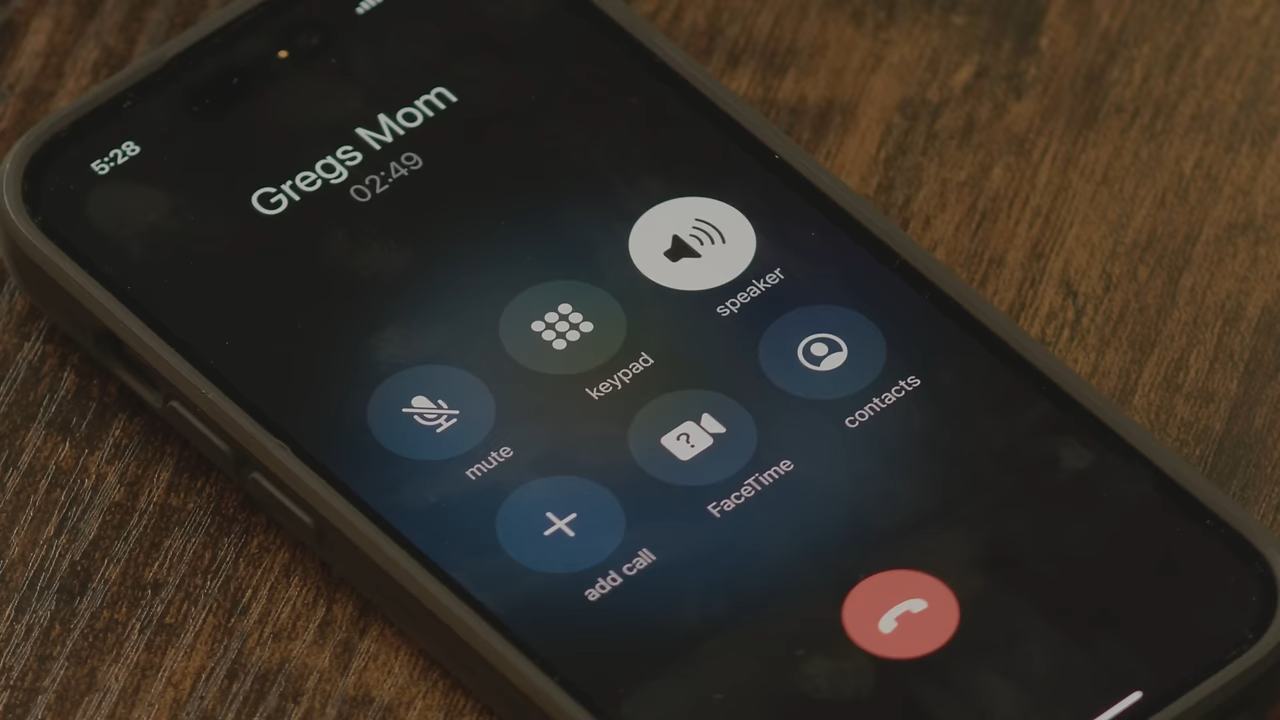 5:28
Gregs Mom
02:49
mute
keypad
speaker
add call
FaceTime
contacts